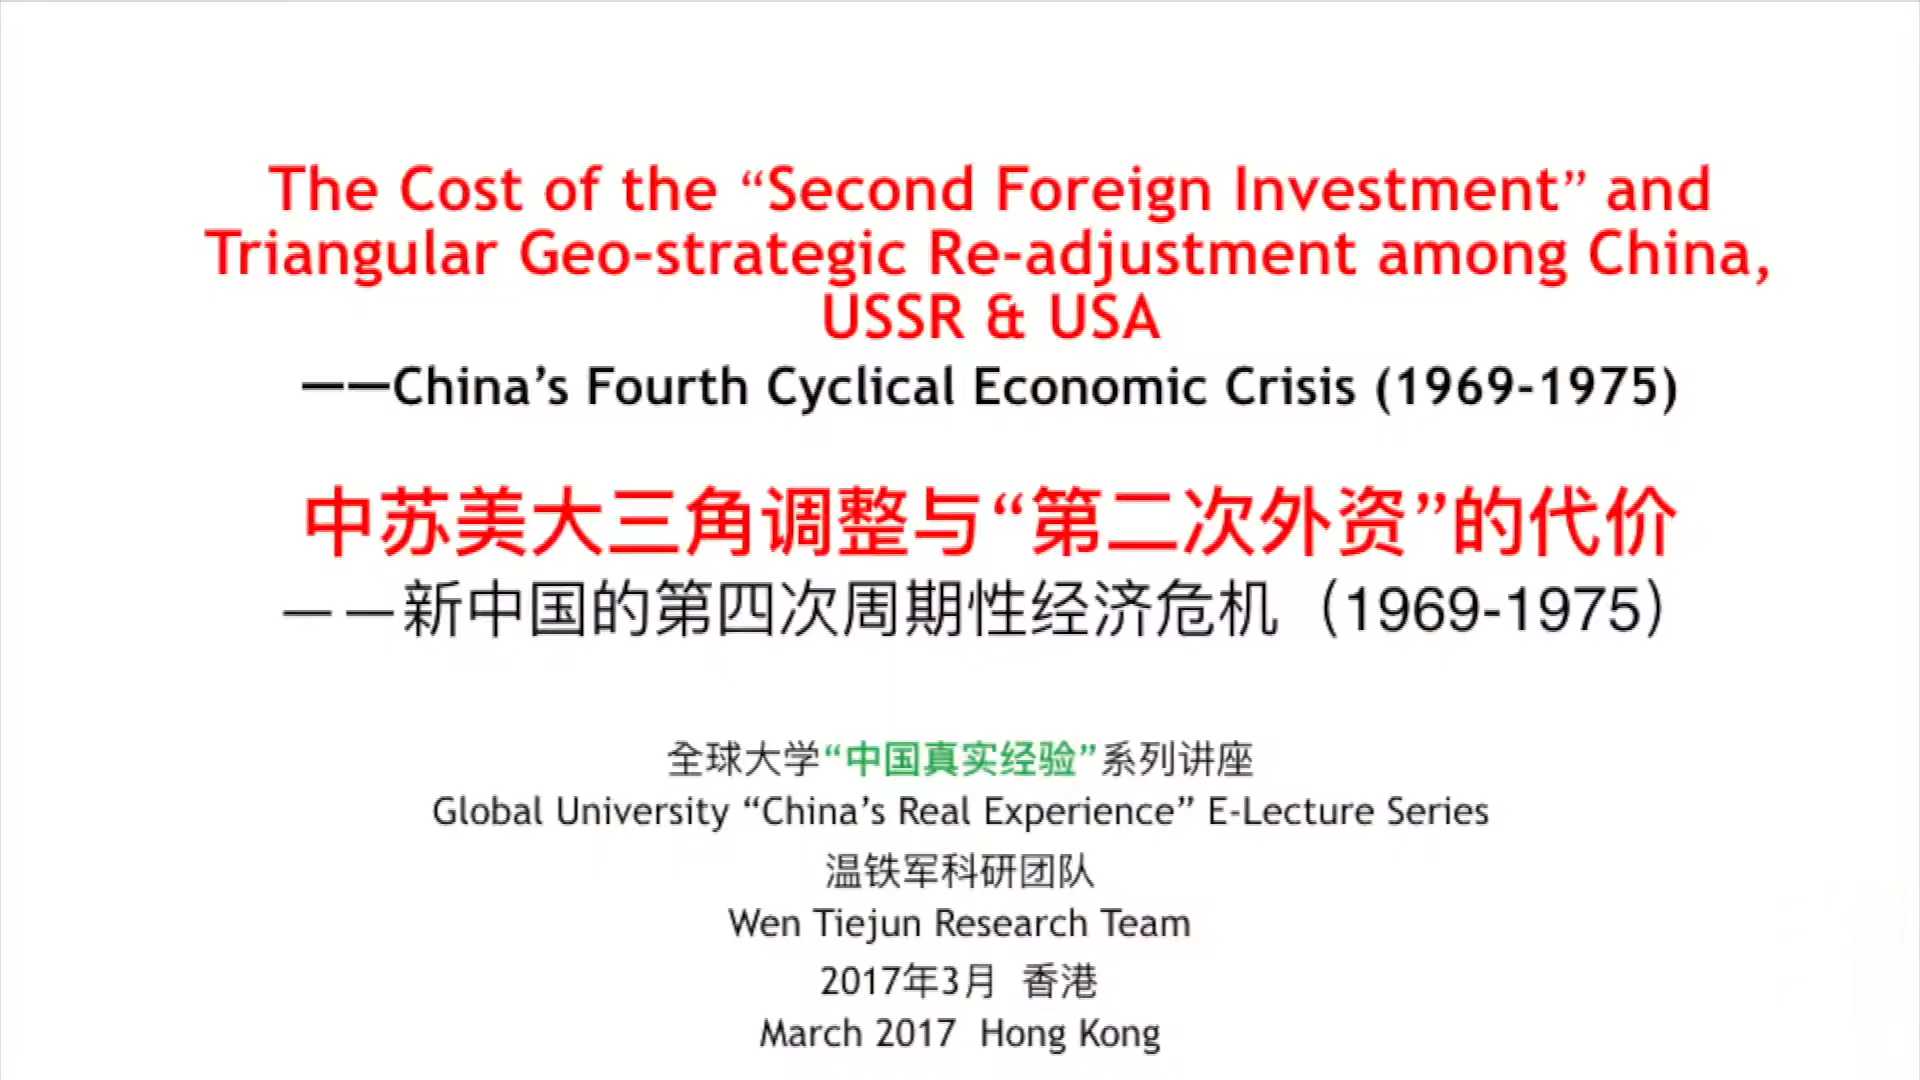 The Cost of the “Second Foreign Investment” and
Triangular Geo-strategic Re-adjustment among China,
USSR & USA
——China’s Fourth Cyclical Economic Crisis (1969-1975)
中苏美大三角调整与“第二次外资”的代价
——新中国的第四次周期性经济危机（1969-1975）
全球大学“中国真实经验”系列讲座
Global University “China’s Real Experience” E-Lecture Series
温铁军科研团队
Wen Tiejun Research Team
2017年3月 香港
March 2017 Hong Kong